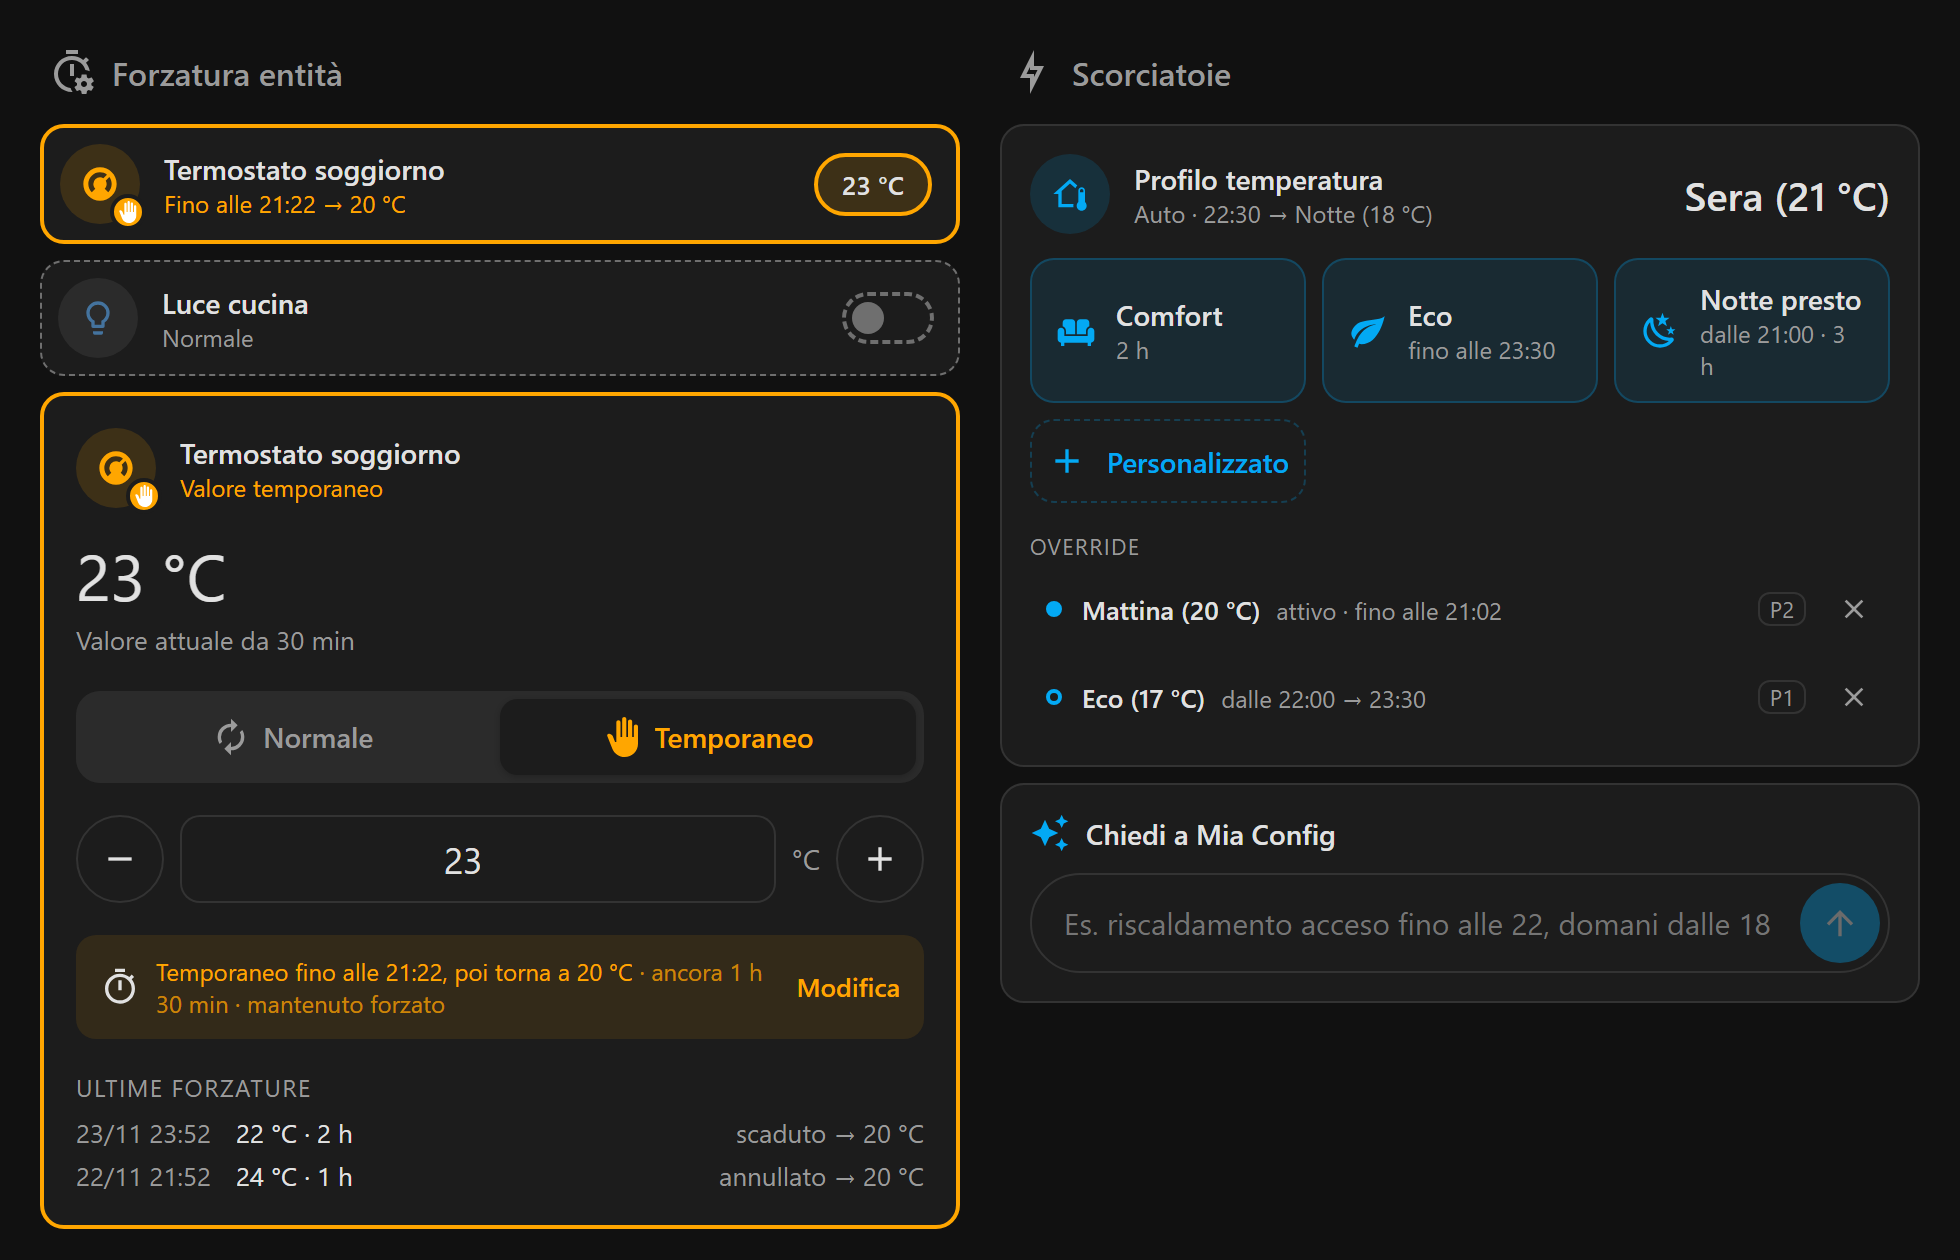 Forzatura entità
Termostato soggiorno
Fino alle 21:22 → 20 °C
23 °C
Luce cucina
Normale
Termostato soggiorno
Valore temporaneo
23 °C
Valore attuale da 30 min
Normale
Temporaneo
23
°C
Temporaneo fino alle 21:22, poi torna a 20 °C · ancora 1 h
30 min · mantenuto forzato
Modifica
ULTIME FORZATURE
23/11 23:52 22 °C · 2 h scaduto → 20 °C
22/11 21:52 24 °C · 1 h annullato → 20 °C
Scorciatoie
Profilo temperatura
Auto · 22:30 → Notte (18 °C)
Sera (21 °C)
Comfort
2 h
Eco
fino alle 23:30
Notte presto
dalle 21:00 · 3
h
Personalizzato
OVERRIDE
Mattina (20 °C) attivo · fino alle 21:02 P2
Eco (17 °C) dalle 22:00 → 23:30 P1
Chiedi a Mia Config
Es. riscaldamento acceso fino alle 22, domani dalle 18